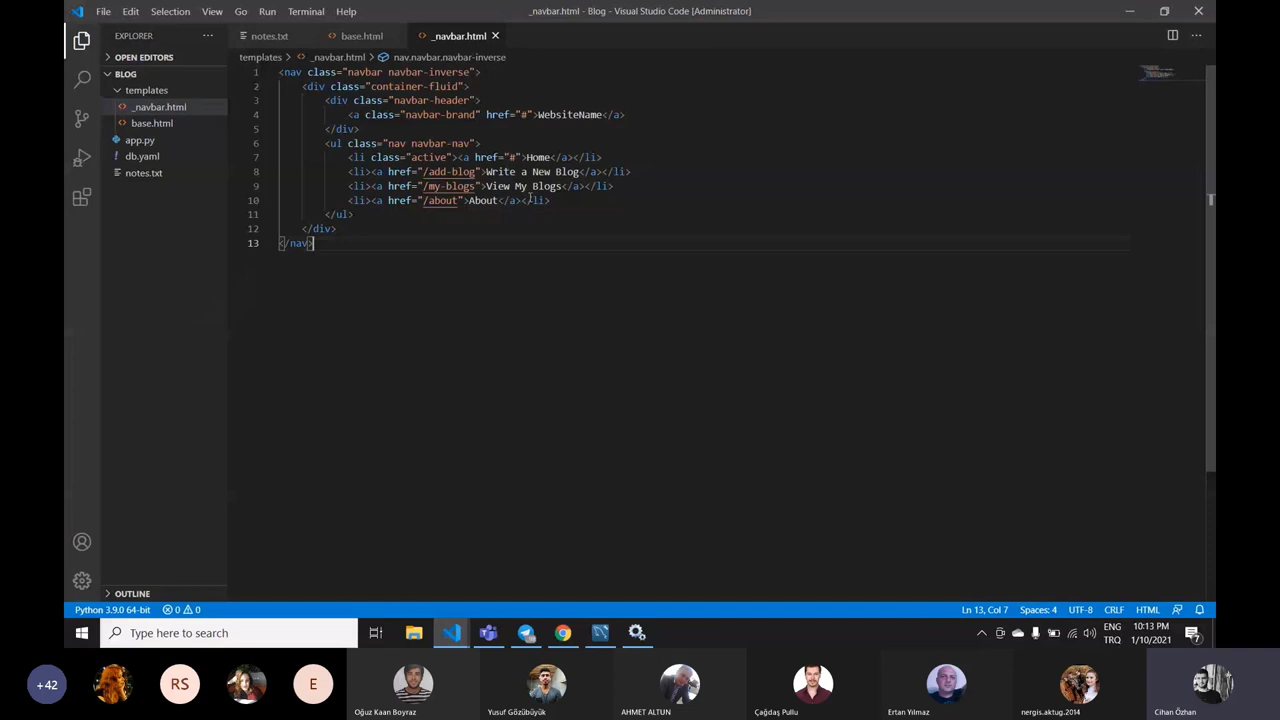 File Edit Selection View Go Run Terminal Help
_navbar.html - Blog - Visual Studio Code [Administrator]
EXPLORER
notes.txt
base.html
_navbar.html
OPEN EDITORS
BLOG
templates
_navbar.html
base.html
app.py
db.yaml
notes.txt
templates > _navbar.html > nav.navbar.navbar-inverse
1 <nav class="navbar navbar-inverse">
2 <div class="container-fluid">
3 <div class="navbar-header">
4 <a class="navbar-brand" href="#">WebsiteName</a>
5 </div>
6 <ul class="nav navbar-nav">
7 <li class="active"><a href="#">Home</a></li>
8 <li><a href="/add-blog">Write a New Blog</a></li>
9 <li><a href="/my-blogs">View My Blogs</a></li>
10 <li><a href="/about">About</a></li>
11 </ul>
12 </div>
13 </nav>
OUTLINE
Python 3.9.0 64-bit 0 0
Ln 13, Col 7 Spaces: 4 UTF-8 CRLF HTML
Type here to search
ENG
TRQ
10:13 PM
1/10/2021
7
+42
RS
E
Oğuz Kaan Boyraz
Yusuf Gözübüyük
AHMET ALTUN
Çağdaş Pullu
Ertan Yılmaz
nergis.aktug.2014
Cihan Özhan